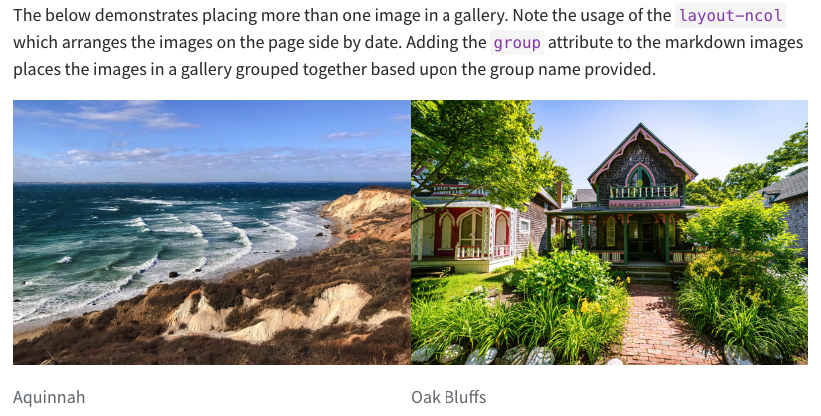 The below demonstrates placing more than one image in a gallery. Note the usage of the layout-ncol
which arranges the images on the page side by date. Adding the group attribute to the markdown images
places the images in a gallery grouped together based upon the group name provided.
Aquinnah
Oak Bluffs